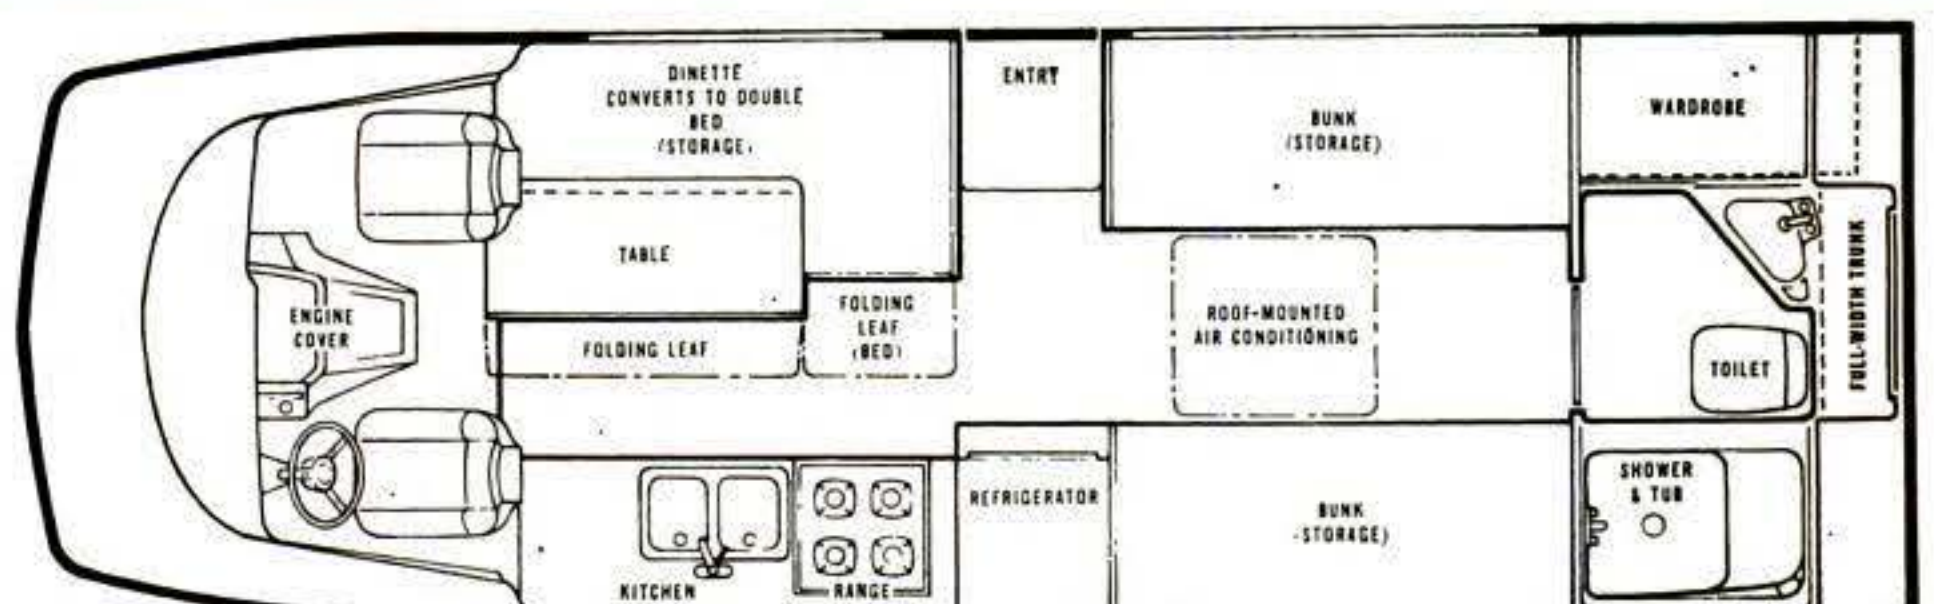 DINETTE
CONVERTS TO DOUBLE
BED
(STORAGE)
ENTRY
BUNK
(STORAGE)
WARDROBE
TABLE
FOLDING
LEAF
(BED)
ENGINE
COVER
FOLDING LEAF
ROOF-MOUNTED
AIR CONDITIONING
TOILET
FULL-WIDTH TRUNK
REFRIGERATOR
BUNK
-STORAGE)
SHOWER
& TUB
KITCHEN
RANGE